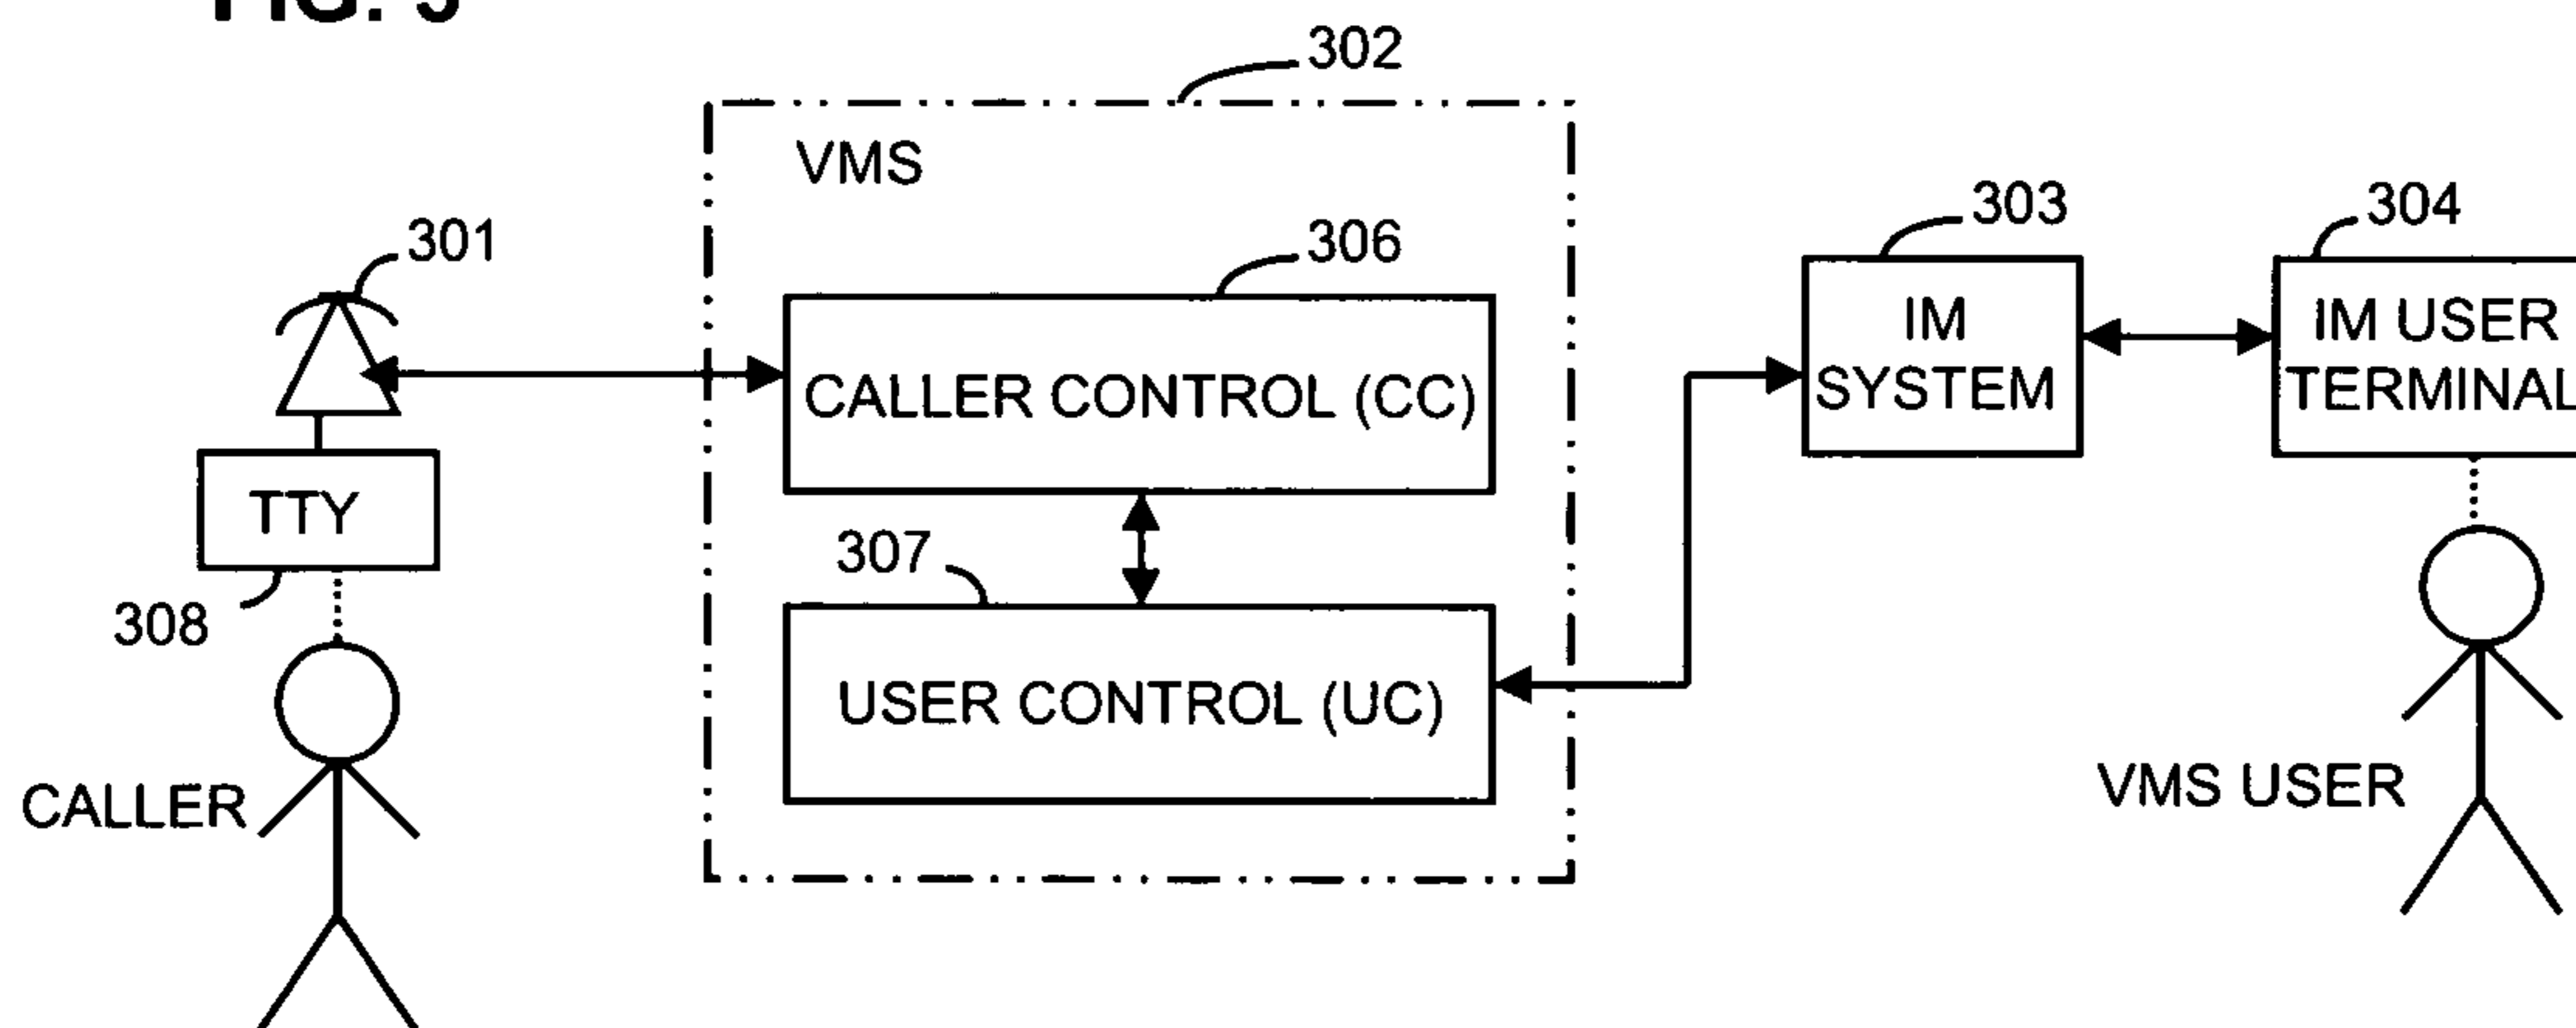 302
VMS
301
306
303
304
CALLER CONTROL (CC)
IM
SYSTEM
IM USER
TERMINAL
TTY
307
308
USER CONTROL (UC)
CALLER
VMS USER